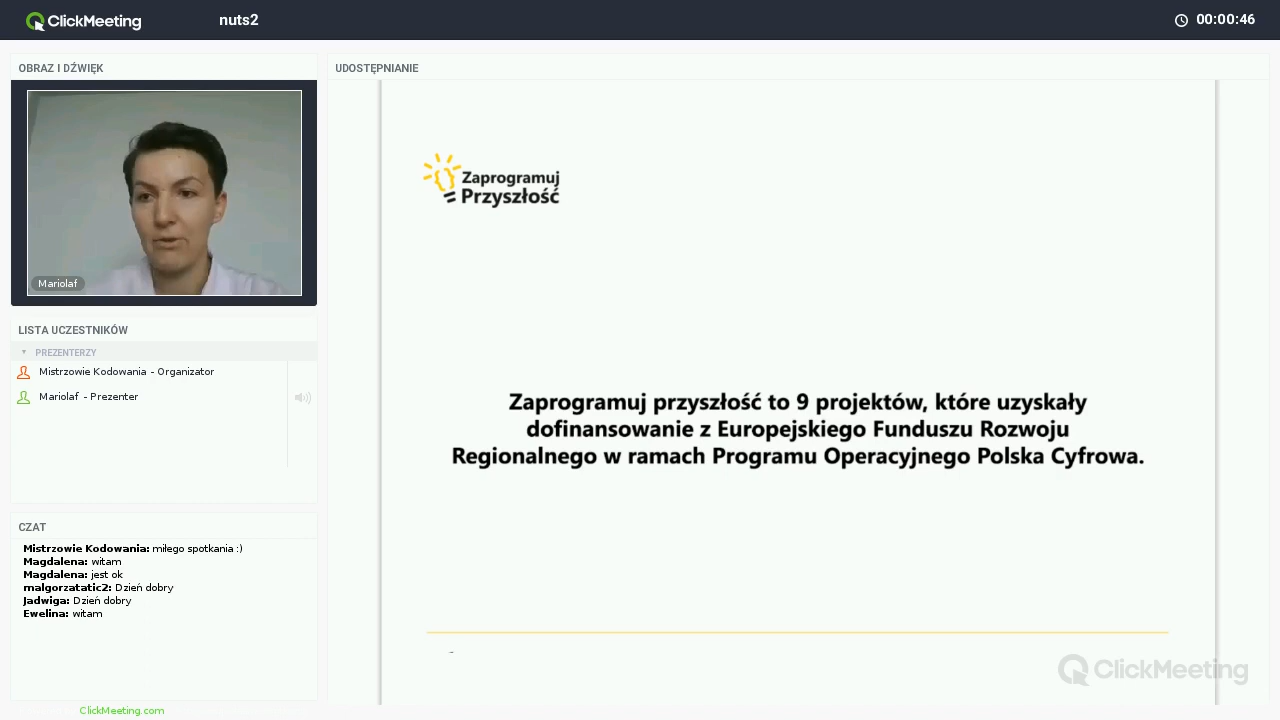 ClickMeeting
nuts2
00:00:46
OBRAZ I DŹWIĘK
Mariolaf
LISTA UCZESTNIKÓW
PREZENTERZY
Mistrzowie Kodowania - Organizator
Mariolaf - Prezenter
CZAT
Mistrzowie Kodowania: miłego spotkania :)
Magdalena: witam
Magdalena: jest ok
malgorzatatic2: Dzień dobry
Jadwiga: Dzień dobry
Ewelina: witam
ClickMeeting.com
UDOSTĘPNIANIE
Zaprogramuj
Przyszłość
Zaprogramuj przyszłość to 9 projektów, które uzyskały
dofinansowanie z Europejskiego Funduszu Rozwoju
Regionalnego w ramach Programu Operacyjnego Polska Cyfrowa.
ClickMeeting